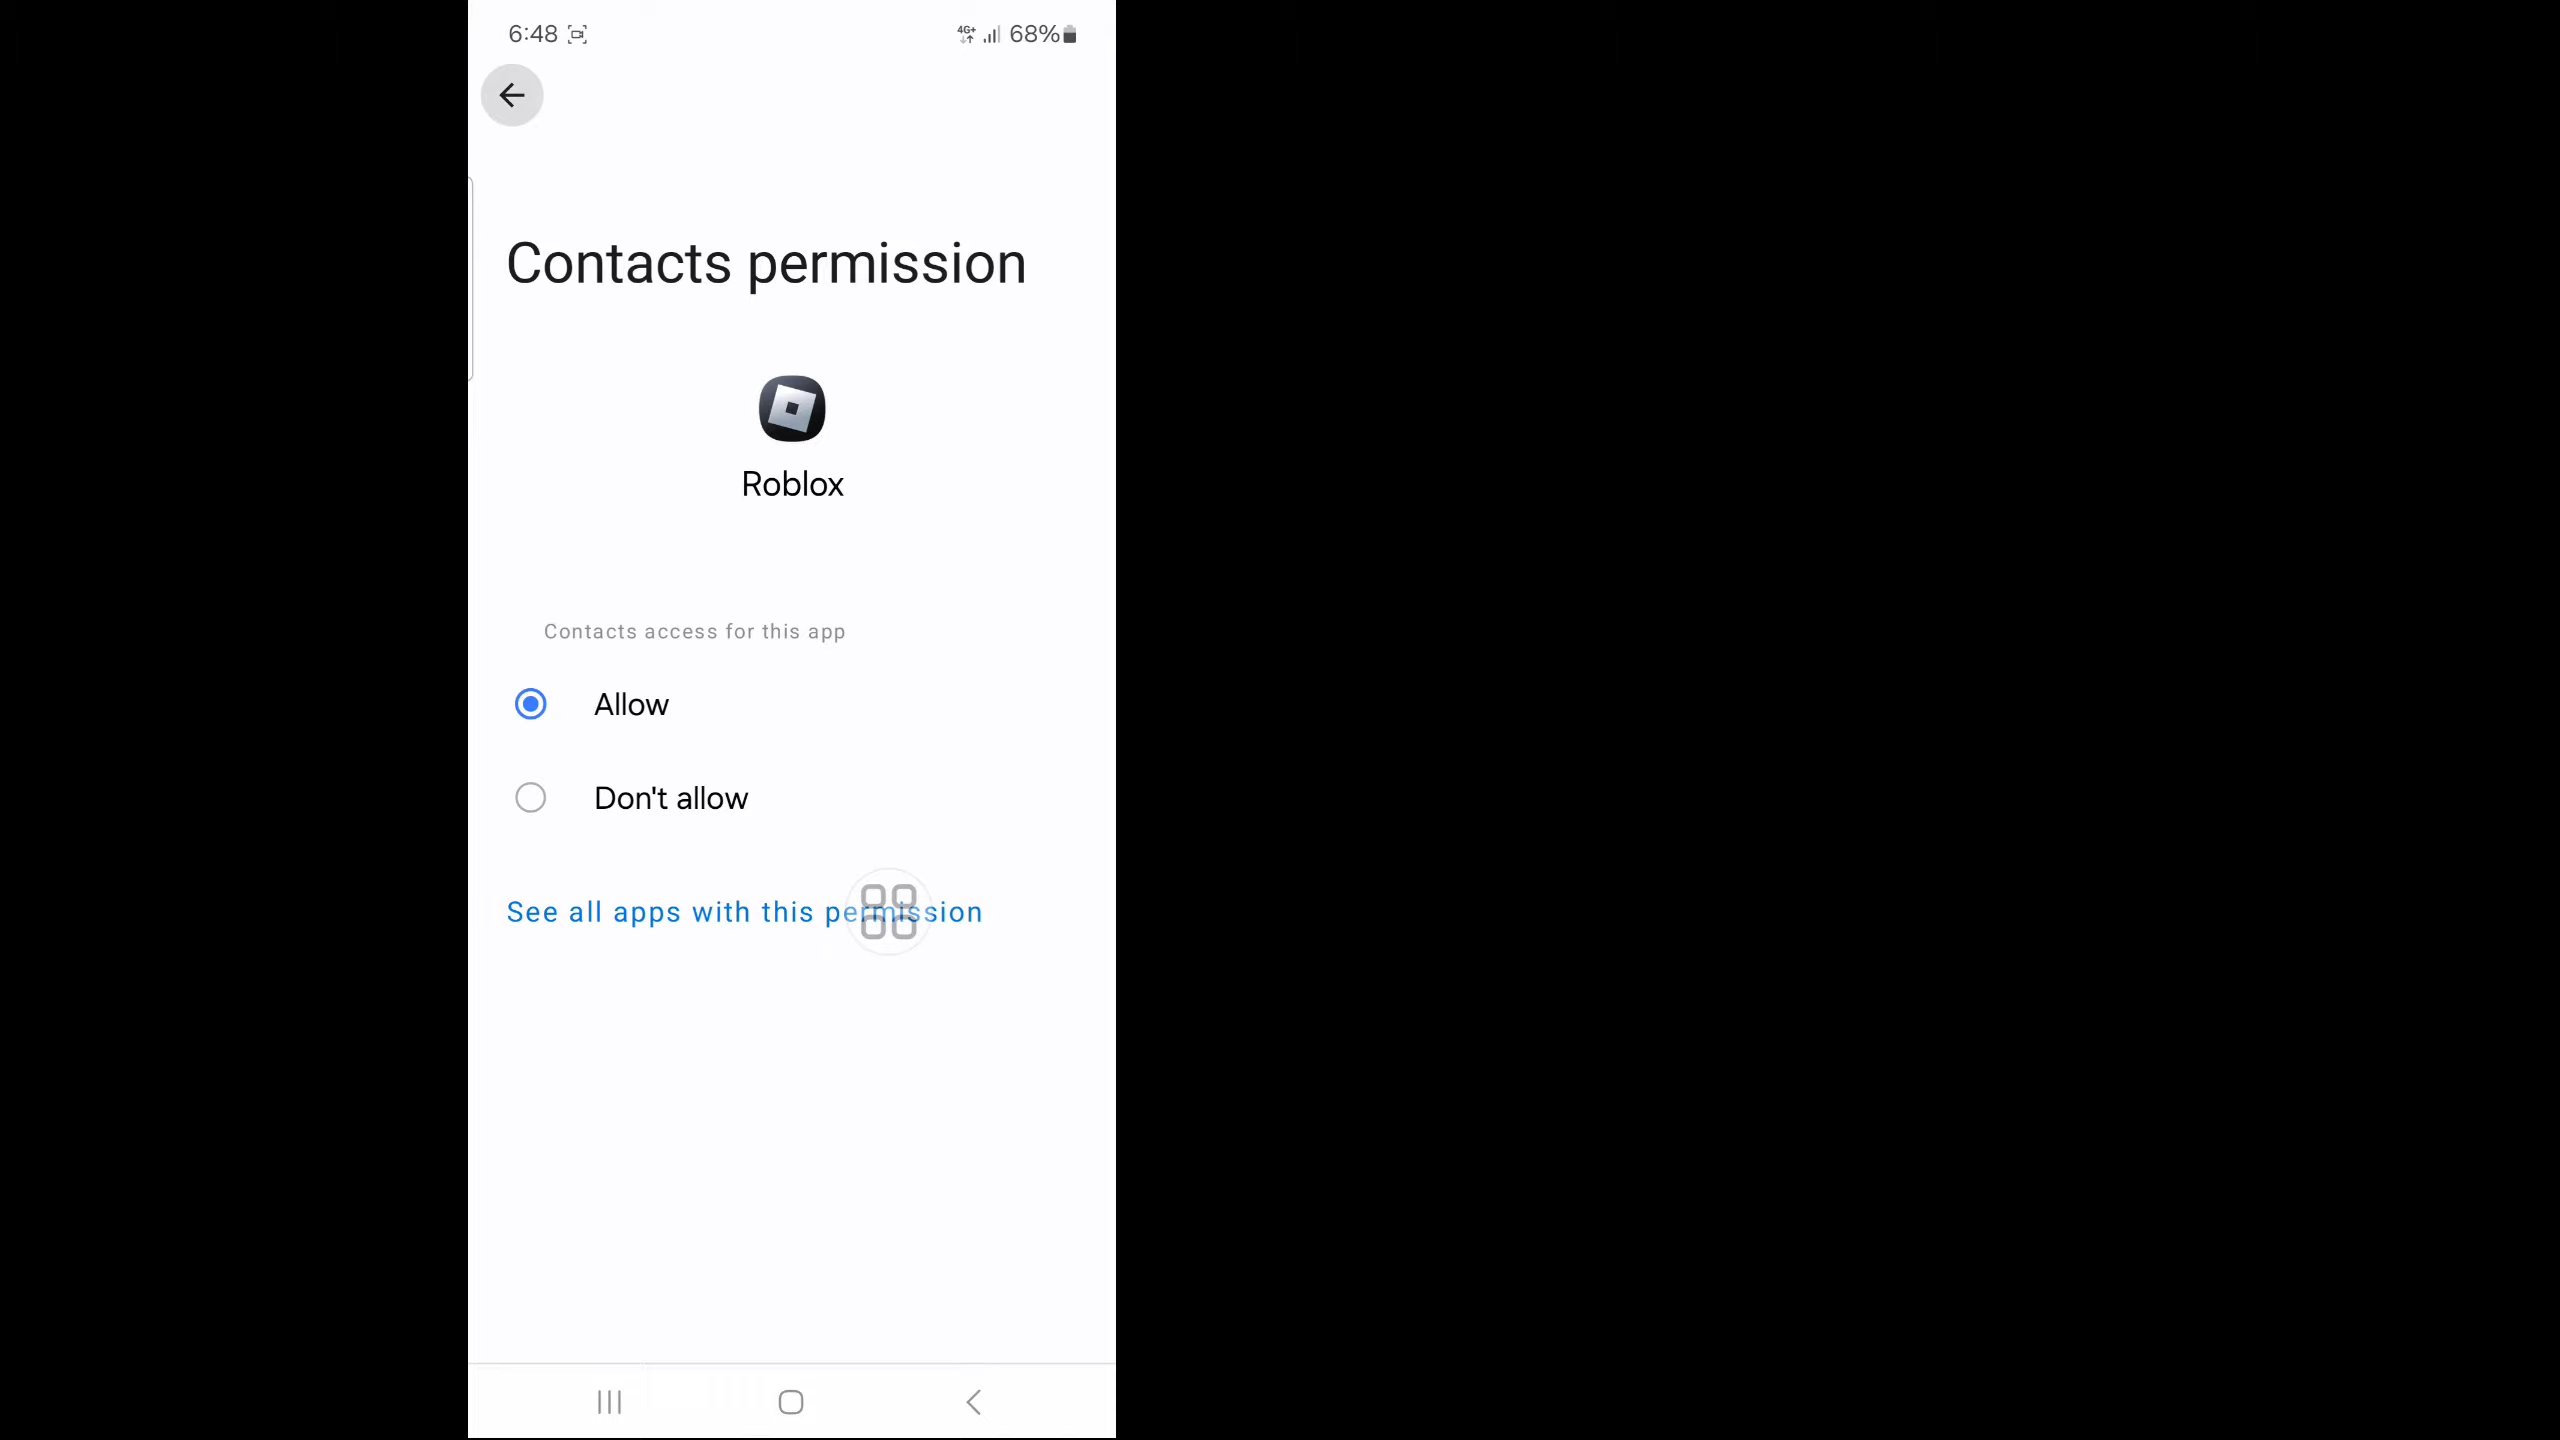 6:48 4G+ 68%
Contacts permission
Roblox
Contacts access for this app
Allow
Don't allow
See all apps with this permission